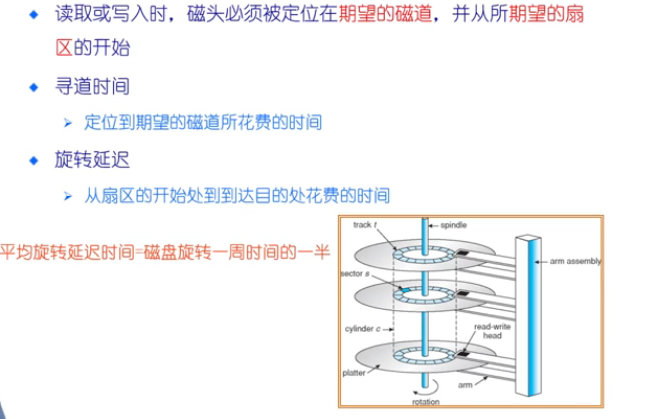 读取或写入时，磁头必须被定位在期望的磁道，并从所期望的扇
区的开始
寻道时间
定位到期望的磁道所花费的时间
旋转延迟
从扇区的开始处到到达目的处花费的时间
平均旋转延迟时间=磁盘旋转一周时间的一半
track t
spindle
arm assembly
sector s
cylinder c
read-write
head
platter
arm
rotation